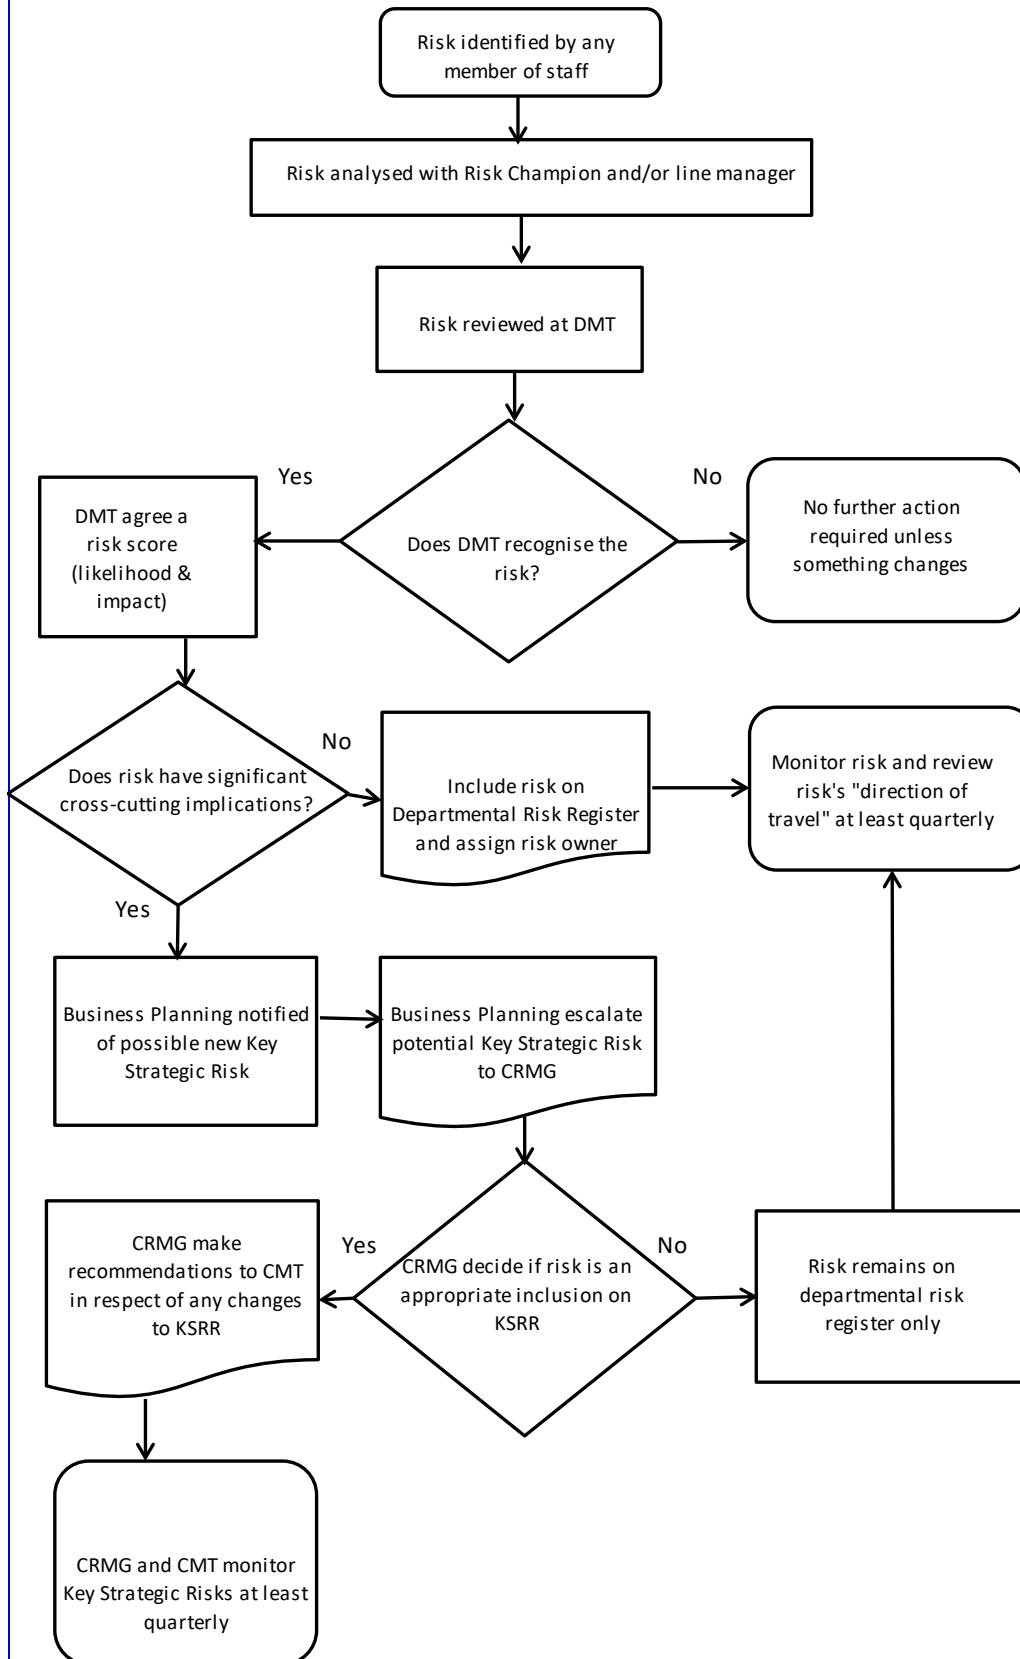 Risk identified by any
member of staff
Risk analysed with Risk Champion and/or line manager
Risk reviewed at DMT
Yes
No
DMT agree a
risk score
(likelihood &
impact)
Does DMT recognise the
risk?
No further action
required unless
something changes
No
Does risk have significant
cross-cutting implications?
Include risk on
Departmental Risk Register
and assign risk owner
Monitor risk and review
risk's "direction of
travel" at least quarterly
Yes
Business Planning notified
of possible new Key
Strategic Risk
Business Planning escalate
potential Key Strategic Risk
to CRMG
CRMG make
recommendations to CMT
in respect of any changes
to KSRR
Yes
CRMG decide if risk is an
appropriate inclusion on
KSRR
No
Risk remains on
departmental risk
register only
CRMG and CMT monitor
Key Strategic Risks at least
quarterly